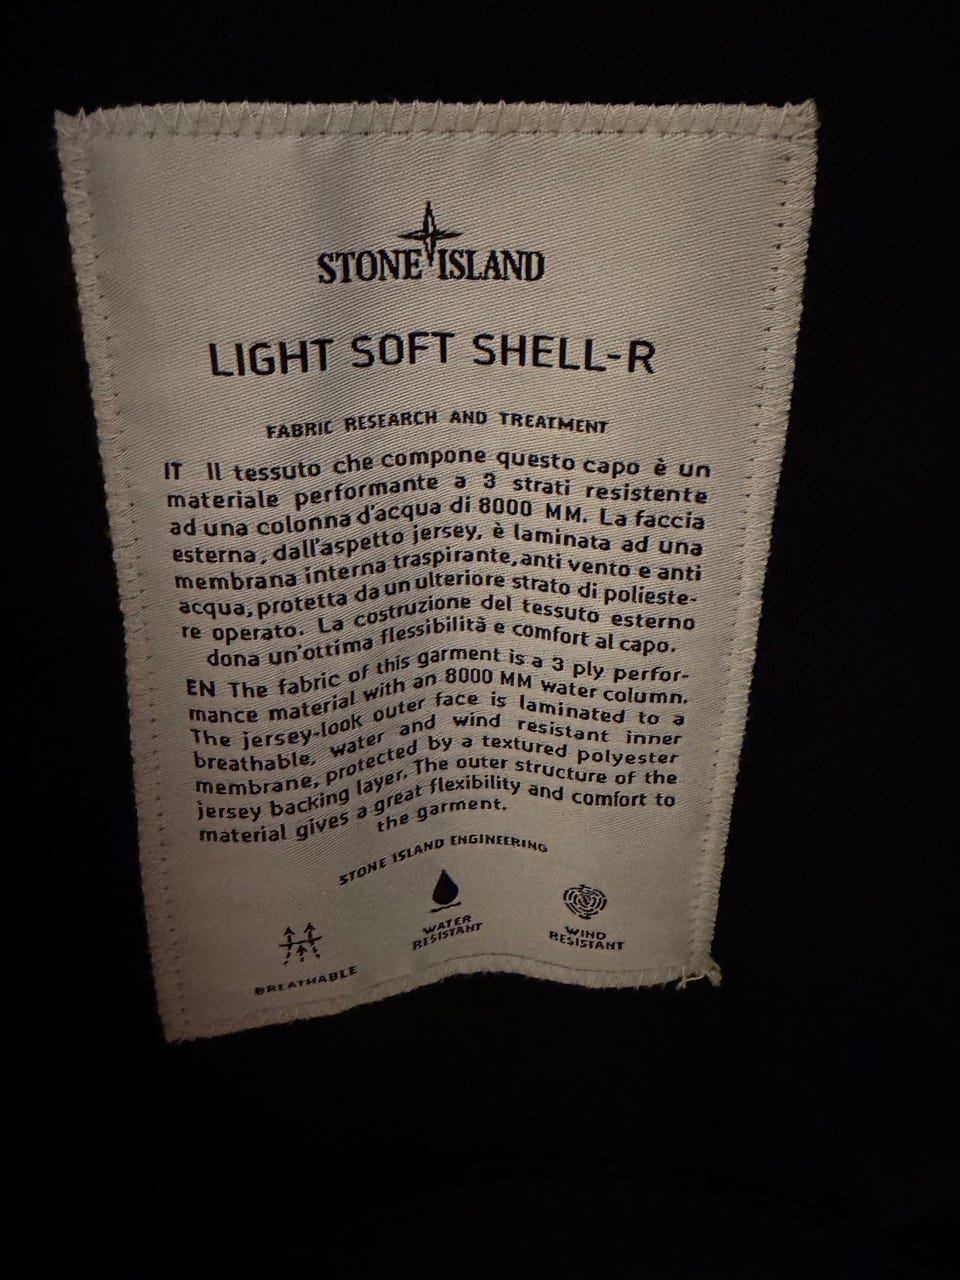 STONE ISLAND
LIGHT SOFT SHELL-R
FABRIC RESEARCH AND TREATMENT
IT Il tessuto che compone questo capo è un
materiale performante a 3 strati resistente
ad una colonna d'acqua di 8000 MM. La faccia
esterna, dall'aspetto jersey, è laminata ad una
membrana interna traspirante, anti vento e anti
acqua, protetta da un ulteriore strato di polieste-
re operato. La costruzione del tessuto esterno
dona un'ottima flessibilità e comfort al capo.
EN The fabric of this garment is a 3 ply perfor-
mance material with an 8000 MM water column.
The jersey-look outer face is laminated to a
breathable, water and wind resistant inner
membrane, protected by a textured polyester
jersey backing layer. The outer structure of the
material gives a great flexibility and comfort to
the garment.
STONE ISLAND ENGINEERING
BREATHABLE
WATER
RESISTANT
WIND
RESISTANT